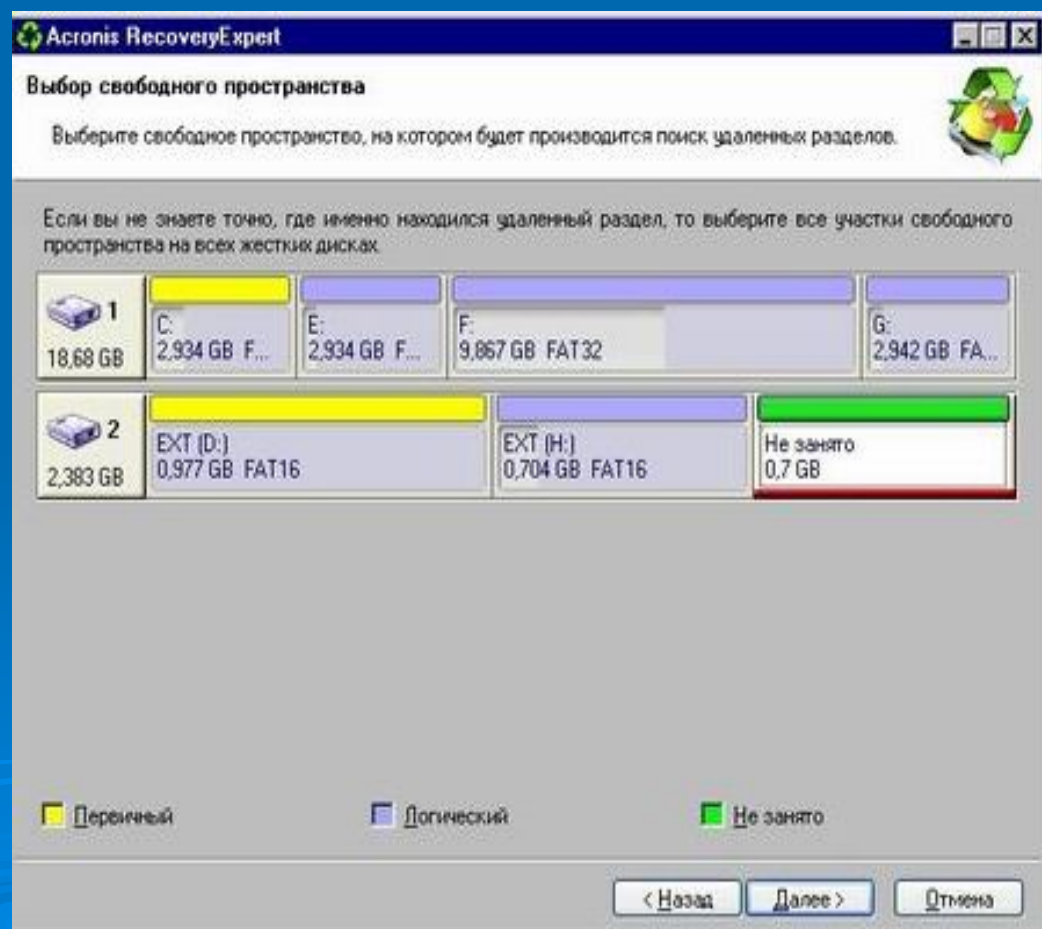 Acronis RecoveryExpert
Выбор свободного пространства
Выберите свободное пространство, на котором будет производится поиск удаленных разделов.
Если вы не знаете точно, где именно находился удаленный раздел, то выберите все участки свободного
пространства на всех жестких дисках.
1
18,68 GB
C:
2,934 GB F...
E:
2,934 GB F...
F:
9,867 GB FAT32
G:
2,942 GB FA...
2
2,383 GB
EXT (D:)
0,977 GB FAT16
EXT (H:)
0,704 GB FAT16
Не занято
0,7 GB
Первичный
Логический
Не занято
< Назад
Далее >
Отмена